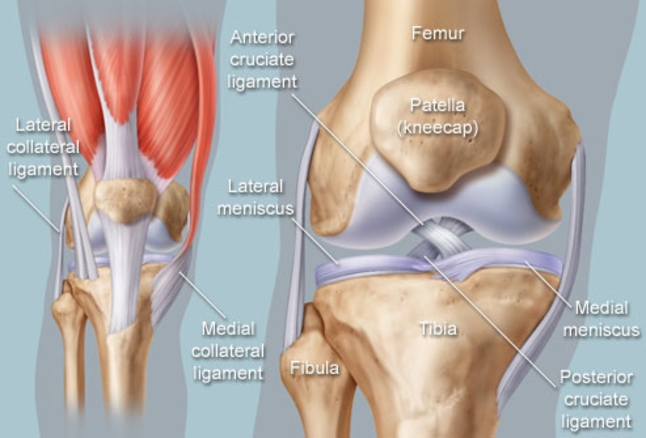 Anterior
cruciate
ligament
Femur
Patella
(kneecap)
Lateral
collateral
ligament
Lateral
meniscus
Medial
collateral
ligament
Tibia
Fibula
Medial
meniscus
Posterior
cruciate
ligament